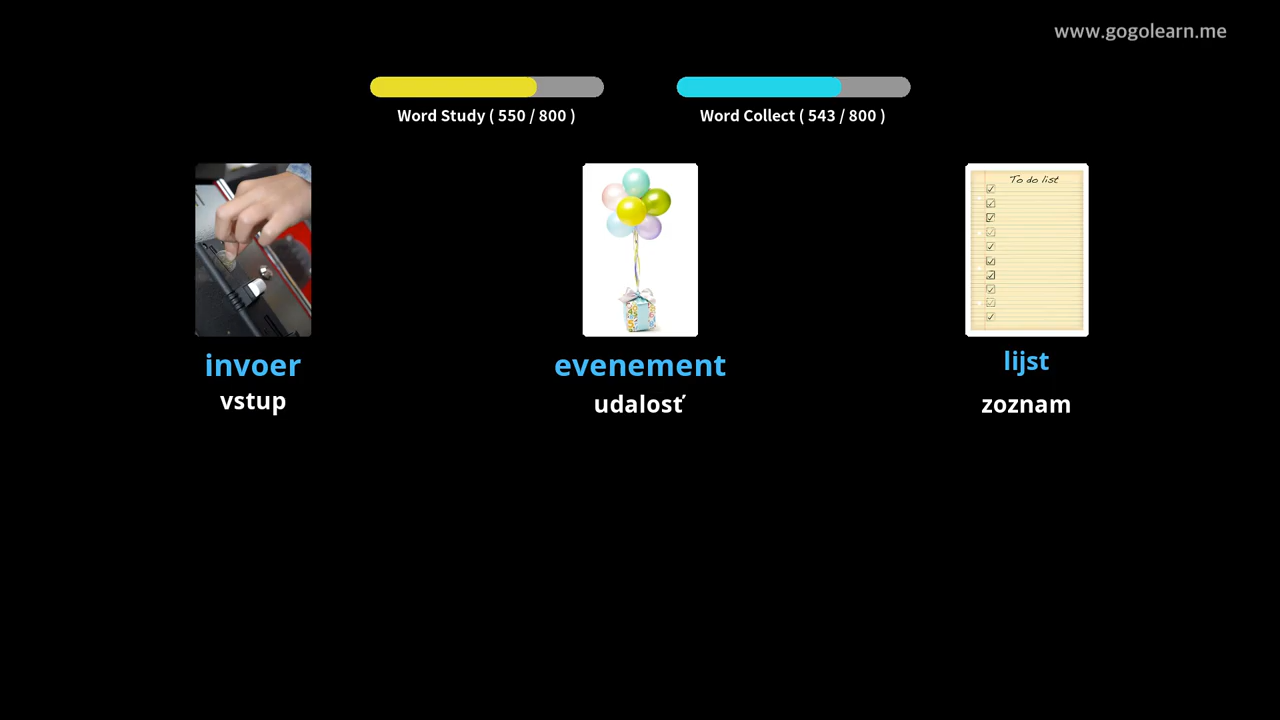 www.gogolearn.me
Word Study ( 550 / 800 )
Word Collect ( 543 / 800 )
To do list
invoer
evenement
lijst
vstup
udalosť
zoznam